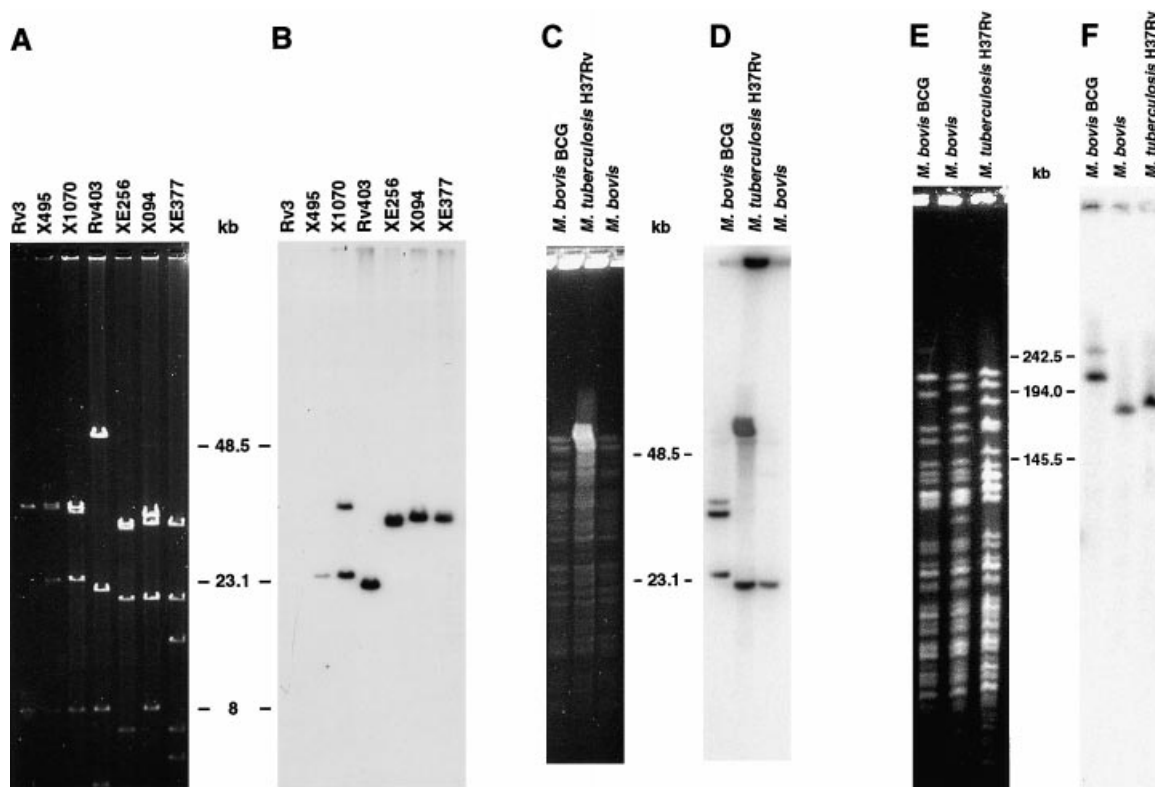 A
Rv3
X495
X1070
Rv403
XE256
X094
XE377
kb
– 48.5 –
– 23.1 –
– 8 –
B
Rv3
X495
X1070
Rv403
XE256
X094
XE377
C
M. bovis BCG
M. tuberculosis H37Rv
M. bovis
kb
– 48.5 –
– 23.1 –
D
M. bovis BCG
M. tuberculosis H37Rv
M. bovis
E
M. bovis BCG
M. bovis
M. tuberculosis H37Rv
kb
– 242.5 –
– 194.0 –
– 145.5 –
F
M. bovis BCG
M. bovis
M. tuberculosis H37Rv